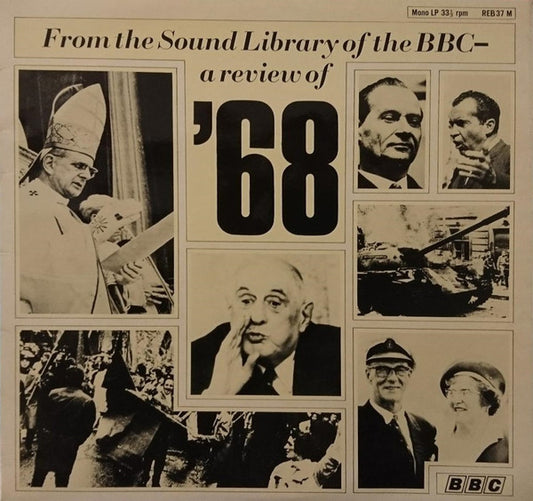 Mono LP 33⅓ rpm REB 37 M
From the Sound Library of the BBC–
a review of
'68
BBC